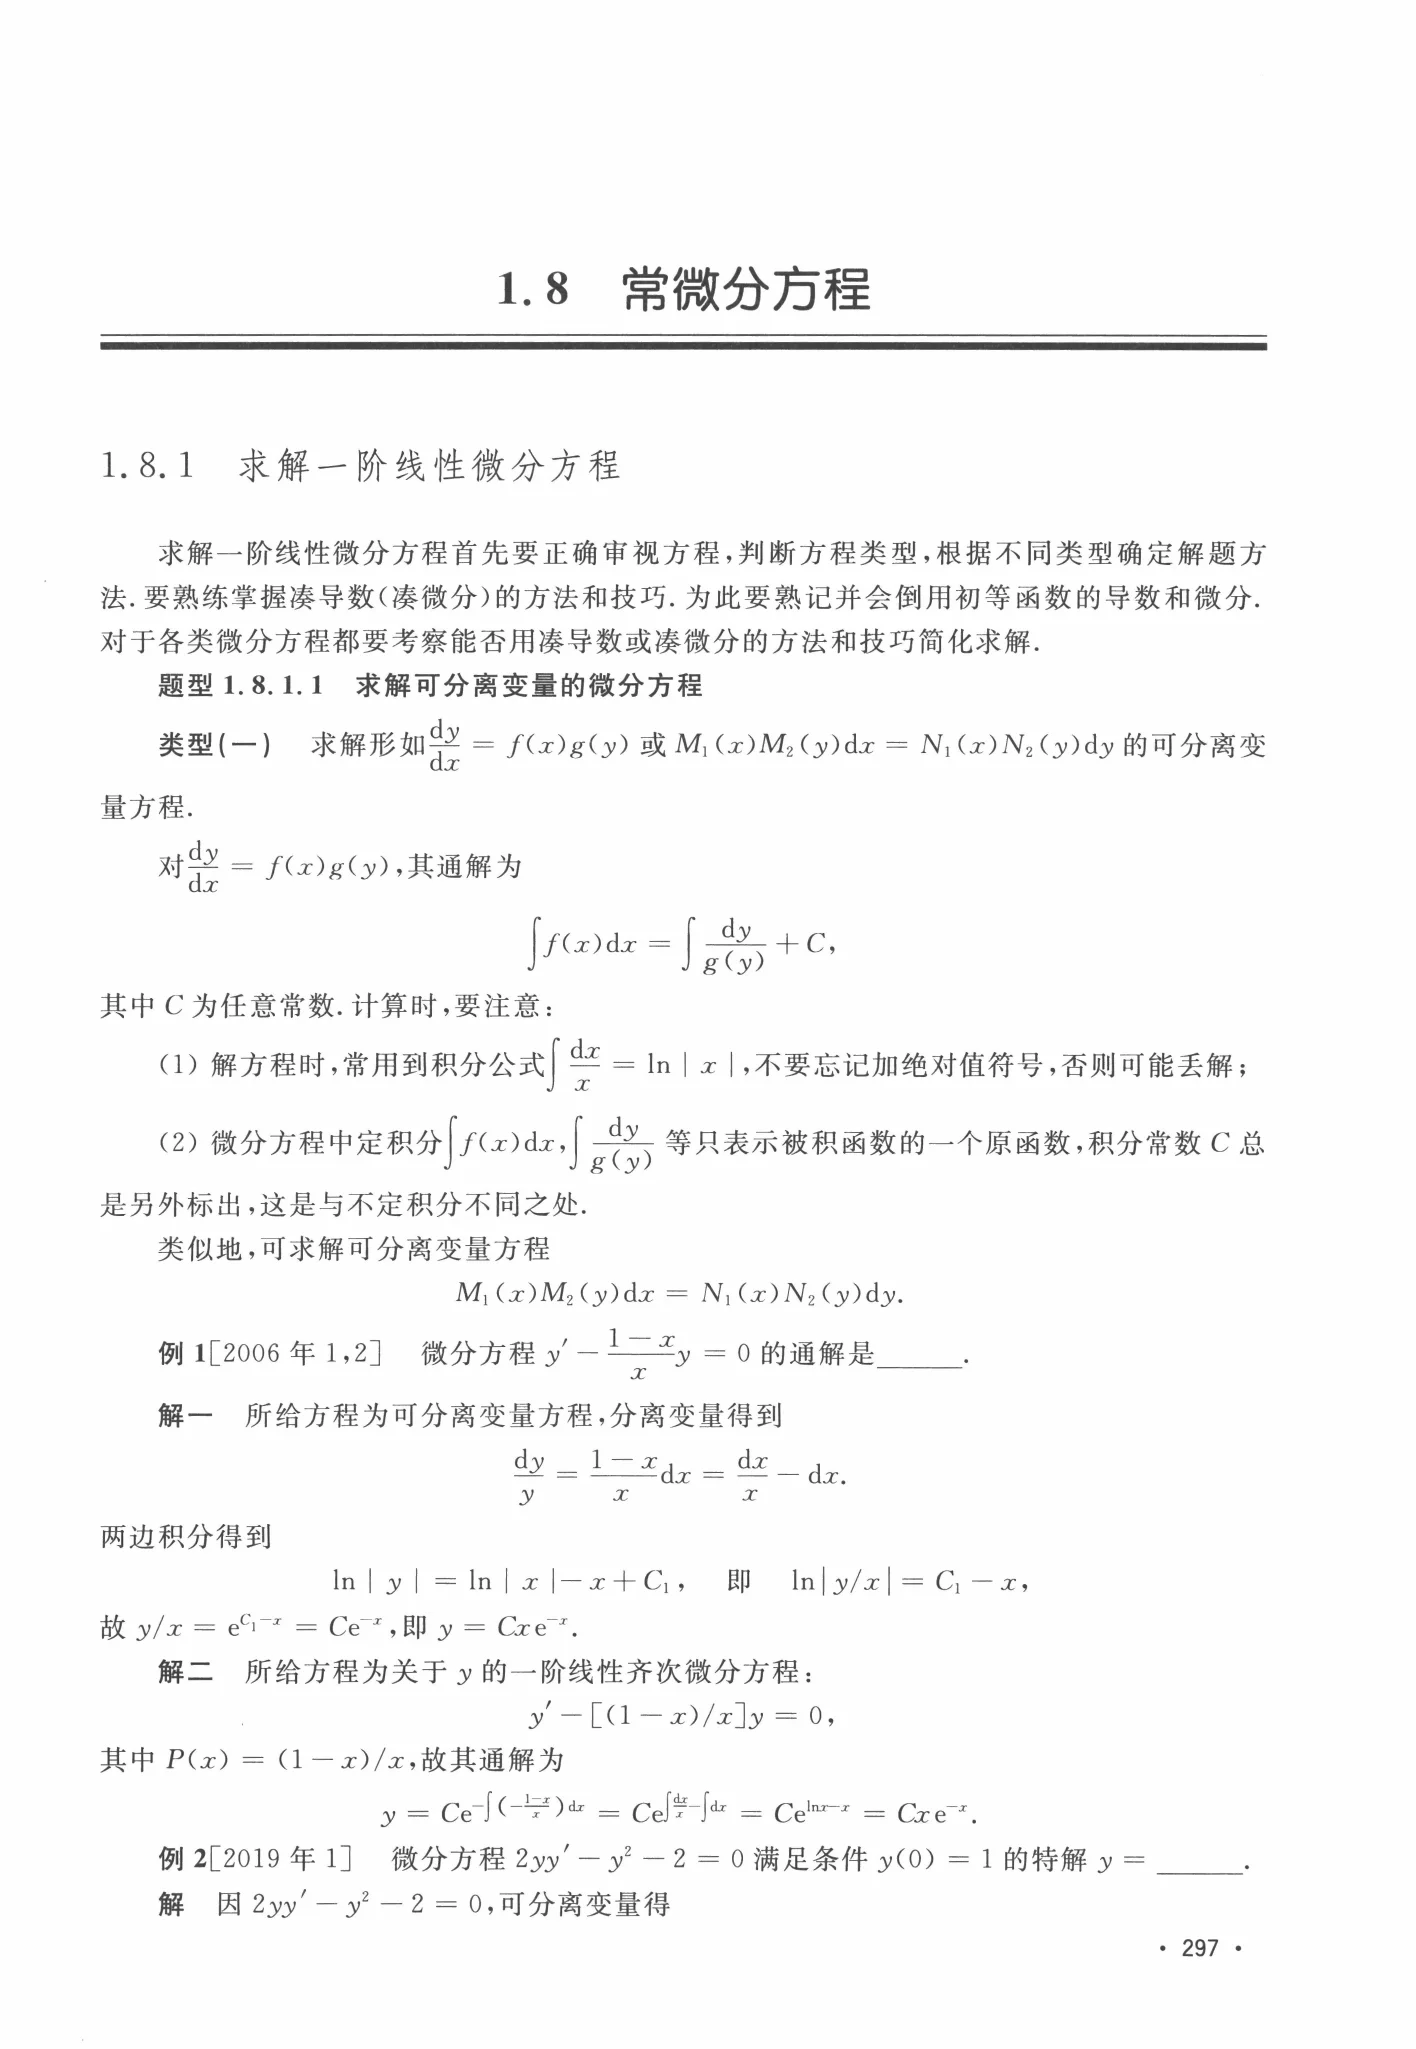 1.8 常微分方程
1.8.1 求解一阶线性微分方程
求解一阶线性微分方程首先要正确审视方程,判断方程类型,根据不同类型确定解题方
法.要熟练掌握凑导数(凑微分)的方法和技巧.为此要熟记并会倒用初等函数的导数和微分.
对于各类微分方程都要考察能否用凑导数或凑微分的方法和技巧简化求解.
题型 1.8.1.1 求解可分离变量的微分方程
类型(一) 求解形如 $\frac{dy}{dx} = f(x)g(y)$ 或 $M_1(x)M_2(y)dx = N_1(x)N_2(y)dy$ 的可分离变
量方程.
对 $\frac{dy}{dx} = f(x)g(y)$,其通解为
$\int f(x)dx = \int \frac{dy}{g(y)} + C,$
其中 C 为任意常数.计算时,要注意:
(1) 解方程时,常用到积分公式 $\int \frac{dx}{x} = \ln|x|$,不要忘记加绝对值符号,否则可能丢解;
(2) 微分方程中定积分 $\int f(x)dx, \int \frac{dy}{g(y)}$ 等只表示被积函数的一个原函数,积分常数 C 总
是另外标出,这是与不定积分不同之处.
类似地,可求解可分离变量方程
$M_1(x)M_2(y)dx = N_1(x)N_2(y)dy.$
例 1[2006 年 1,2] 微分方程 $y' - \frac{1-x}{x}y = 0$ 的通解是______.
解一 所给方程为可分离变量方程,分离变量得到
$\frac{dy}{y} = \frac{1-x}{x}dx = \frac{dx}{x} - dx.$
两边积分得到
$\ln|y| = \ln|x| - x + C_1,$ 即 $\ln|y/x| = C_1 - x,$
故 $y/x = e^{C_1-x} = Ce^{-x}$,即 $y = Cxe^{-x}$.
解二 所给方程为关于 y 的一阶线性齐次微分方程:
$y' - [(1-x)/x]y = 0,$
其中 $P(x) = (1-x)/x$,故其通解为
$y = Ce^{-\int(-\frac{1-x}{x})dx} = Ce^{\int\frac{dx}{x}-\int dx} = Ce^{\ln x-x} = Cxe^{-x}.$
例 2[2019 年 1] 微分方程 $2yy' - y^2 - 2 = 0$ 满足条件 $y(0) = 1$ 的特解 $y =$ ______.
解 因 $2yy' - y^2 - 2 = 0$,可分离变量得
· 297 ·